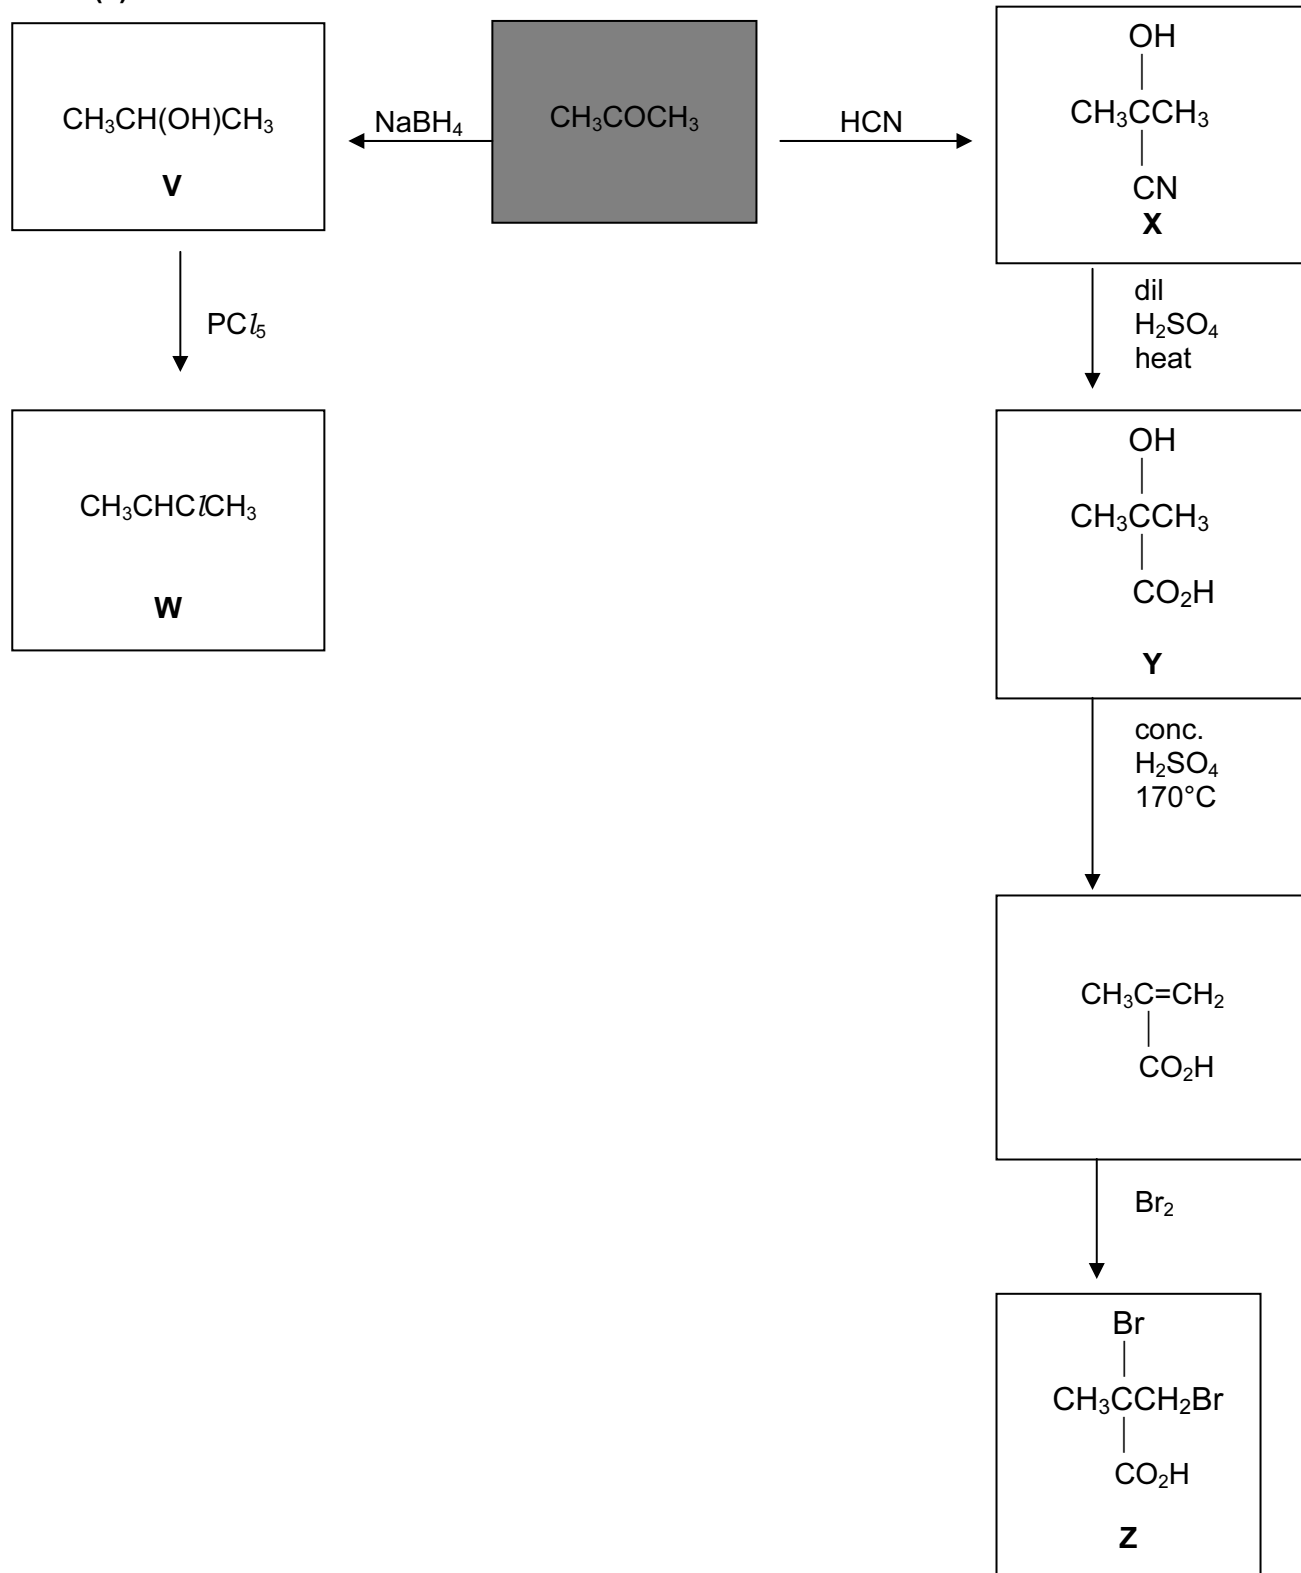 CH₃CH(OH)CH₃
V
NaBH₄
CH₃COCH₃
HCN
OH
CH₃CCH₃
CN
X
PCl₅
dil
H₂SO₄
heat
CH₃CHClCH₃
W
OH
CH₃CCH₃
CO₂H
Y
conc.
H₂SO₄
170°C
CH₃C=CH₂
CO₂H
Br₂
Br
CH₃CCH₂Br
CO₂H
Z